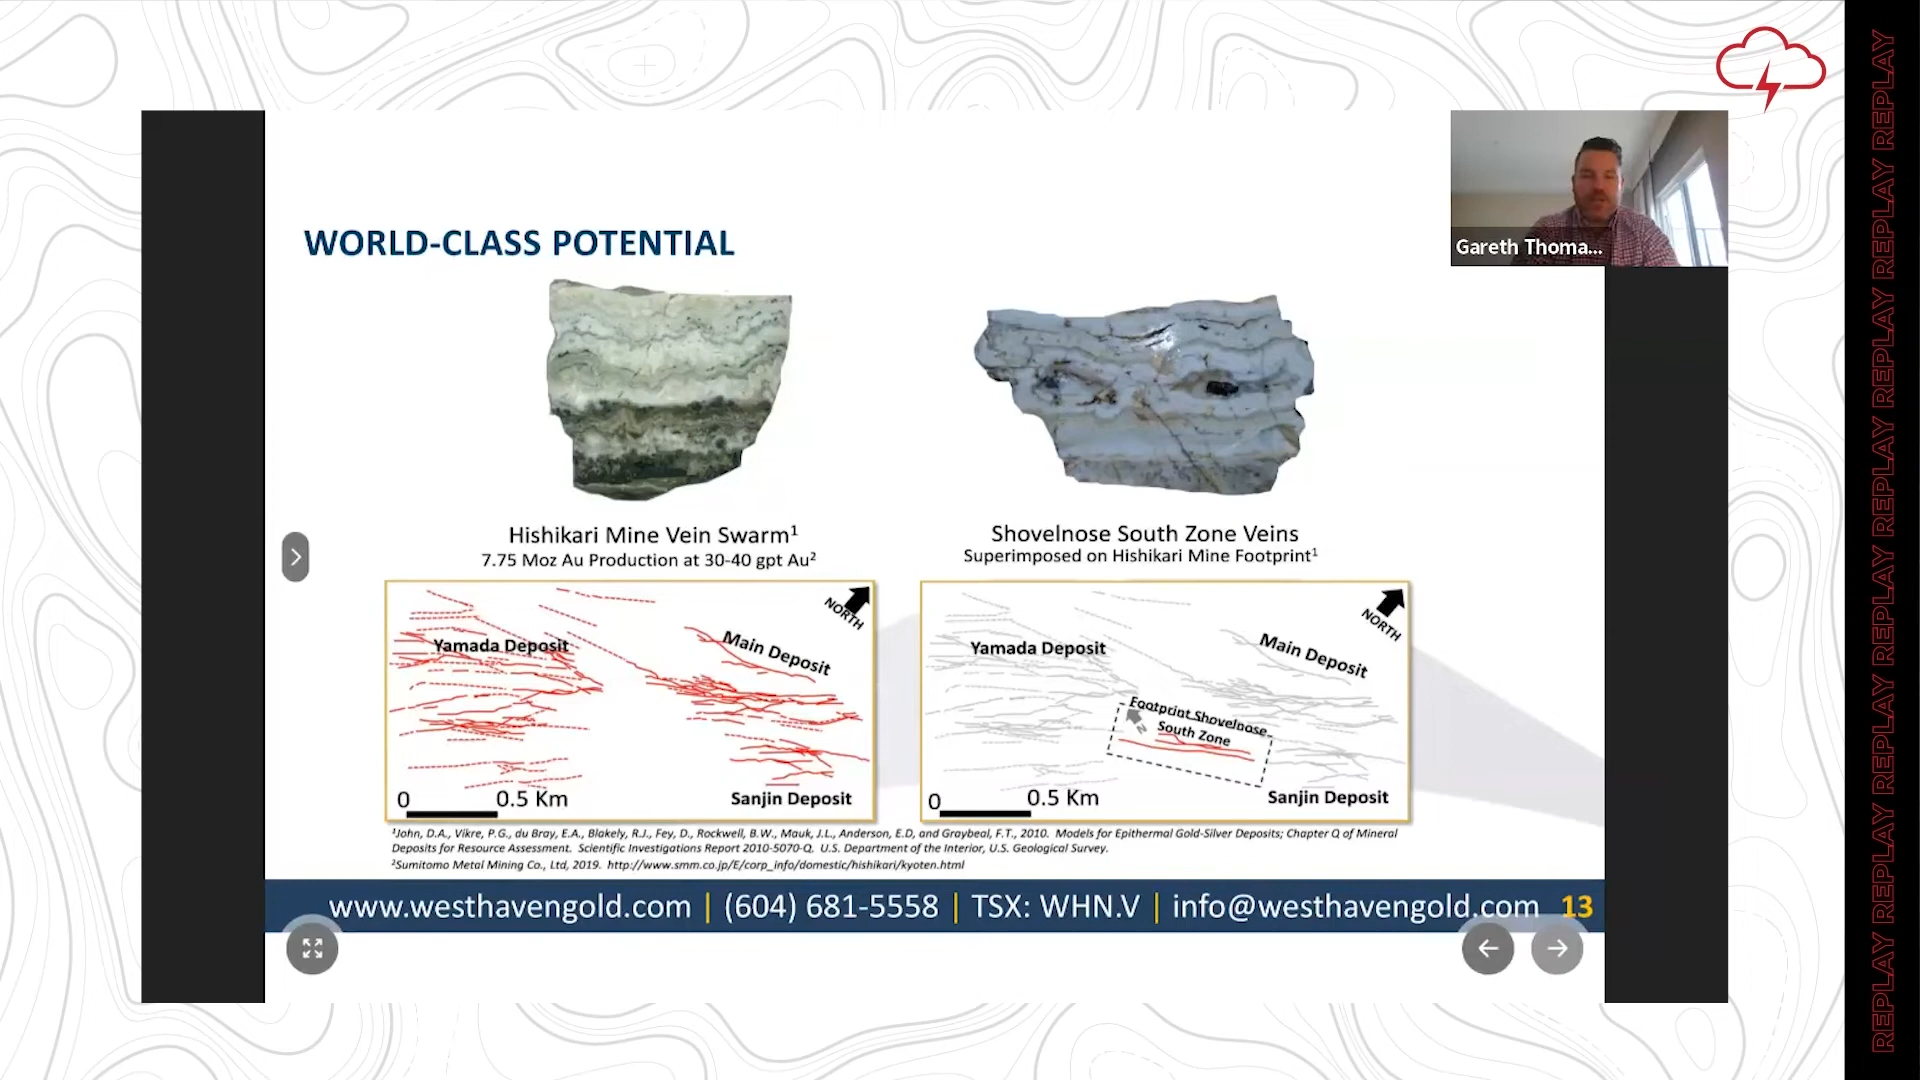 Gareth Thoma...
WORLD-CLASS POTENTIAL
Hishikari Mine Vein Swarm¹
7.75 Moz Au Production at 30-40 gpt Au²
Shovelnose South Zone Veins
Superimposed on Hishikari Mine Footprint¹
NORTH
Yamada Deposit
Main Deposit
0 0.5 Km
Sanjin Deposit
NORTH
Yamada Deposit
Main Deposit
Footprint Shovelnose
South Zone
N
0 0.5 Km
Sanjin Deposit
¹John, D.A., Vikre, P.G., du Bray, E.A., Blakely, R.J., Fey, D., Rockwell, B.W., Mauk, J.L., Anderson, E.D, and Graybeal, F.T., 2010. Models for Epithermal Gold-Silver Deposits; Chapter Q of Mineral
Deposits for Resource Assessment. Scientific Investigations Report 2010-5070-Q. U.S. Department of the Interior, U.S. Geological Survey.
²Sumitomo Metal Mining Co., Ltd, 2019. http://www.smm.co.jp/E/corp_info/domestic/hishikari/kyoten.html
www.westhavengold.com | (604) 681-5558 | TSX: WHN.V | info@westhavengold.com 13
REPLAY REPLAY REPLAY REPLAY REPLAY REPLAY REPLAY REPLAY